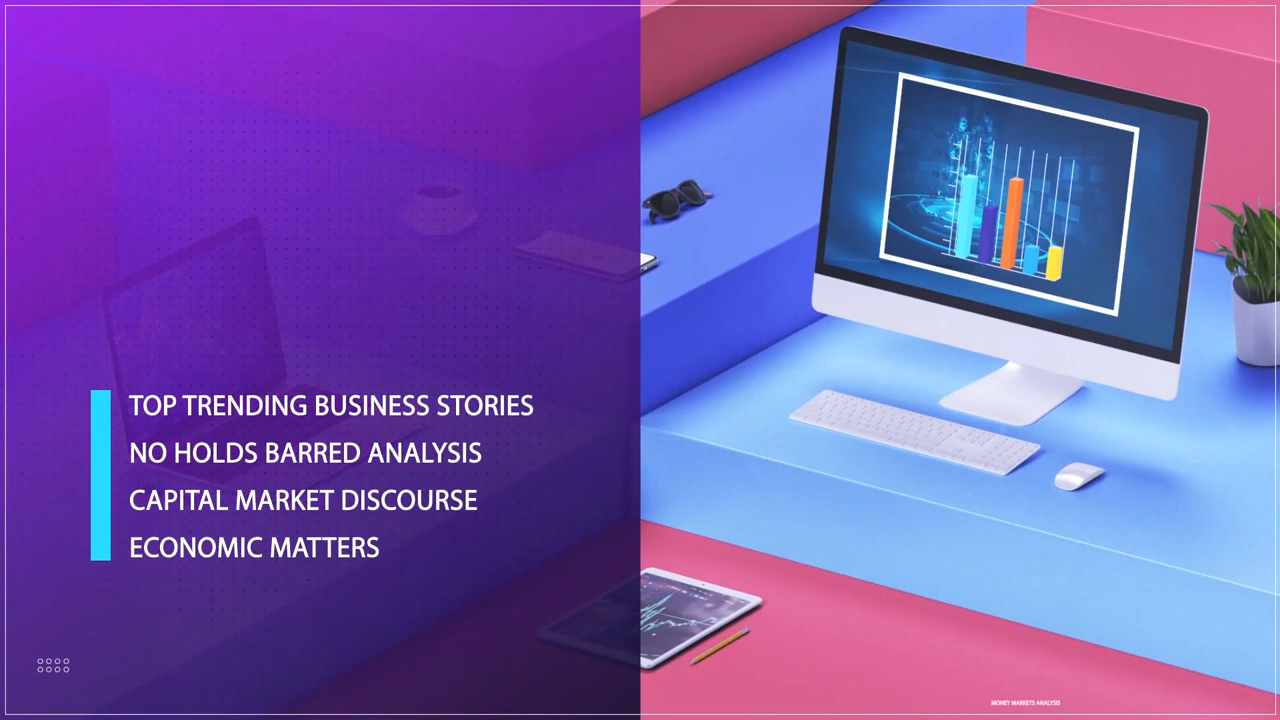 TOP TRENDING BUSINESS STORIES
NO HOLDS BARRED ANALYSIS
CAPITAL MARKET DISCOURSE
ECONOMIC MATTERS
MONEY MARKETS ANALYSIS